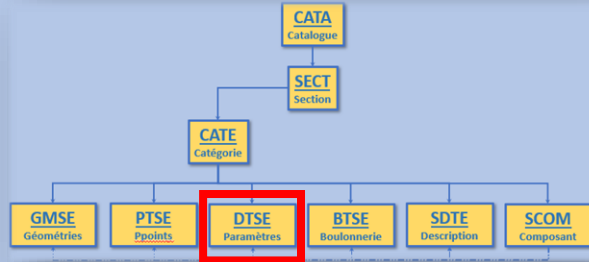 CATA
Catalogue
SECT
Section
CATE
Catégorie
GMSE PTSE DTSE BTSE SDTE SCOM
Géométries Ppoints Paramètres Boulonnerie Description Composant